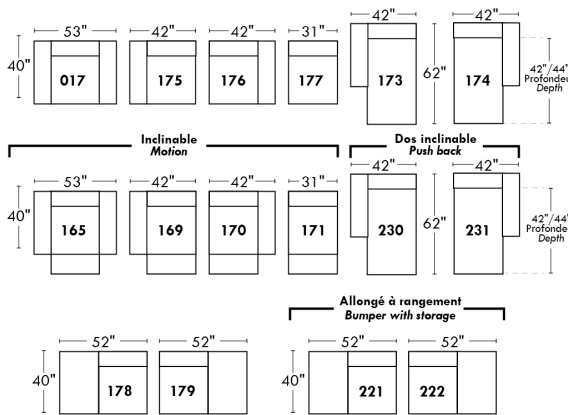 53" 42" 42" 31" 42" 42"
40" 017 175 176 177 173 62" 174 42"/44"
Profondeur
Depth
Inclinable
Motion
Dos inclinable
Push back
53" 42" 42" 31" 42" 42"
40" 165 169 170 171 230 62" 231 42"/44"
Profondeur
Depth
Allongé à rangement
Bumper with storage
52" 52" 52" 52"
40" 178 179 40" 221 222